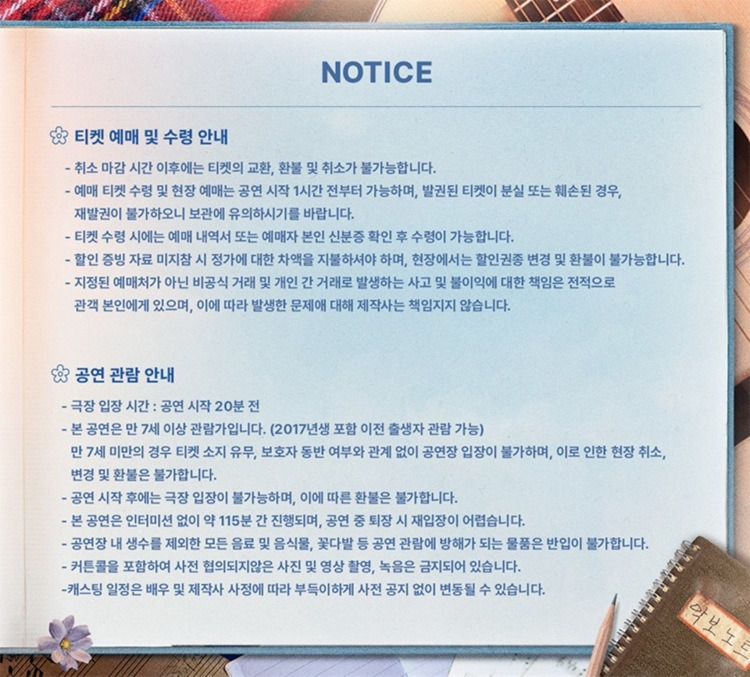 NOTICE
티켓 예매 및 수령 안내
- 취소 마감 시간 이후에는 티켓의 교환, 환불 및 취소가 불가능합니다.
- 예매 티켓 수령 및 현장 예매는 공연 시작 1시간 전부터 가능하며, 발권된 티켓이 분실 또는 훼손된 경우,
재발권이 불가하오니 보관에 유의하시기를 바랍니다.
- 티켓 수령 시에는 예매 내역서 또는 예매자 본인 신분증 확인 후 수령이 가능합니다.
- 할인 증빙 자료 미지참 시 정가에 대한 차액을 지불하셔야 하며, 현장에서는 할인권종 변경 및 환불이 불가능합니다.
- 지정된 예매처가 아닌 비공식 거래 및 개인 간 거래로 발생하는 사고 및 불이익에 대한 책임은 전적으로
관객 본인에게 있으며, 이에 따라 발생한 문제애 대해 제작사는 책임지지 않습니다.
공연 관람 안내
- 극장 입장 시간 : 공연 시작 20분 전
- 본 공연은 만 7세 이상 관람가입니다. (2017년생 포함 이전 출생자 관람 가능)
만 7세 미만의 경우 티켓 소지 유무, 보호자 동반 여부와 관계 없이 공연장 입장이 불가하며, 이로 인한 현장 취소,
변경 및 환불은 불가합니다.
- 공연 시작 후에는 극장 입장이 불가능하며, 이에 따른 환불은 불가합니다.
- 본 공연은 인터미션 없이 약 115분 간 진행되며, 공연 중 퇴장 시 재입장이 어렵습니다.
- 공연장 내 생수를 제외한 모든 음료 및 음식물, 꽃다발 등 공연 관람에 방해가 되는 물품은 반입이 불가합니다.
- 커튼콜을 포함하여 사전 협의되지않은 사진 및 영상 촬영, 녹음은 금지되어 있습니다.
-캐스팅 일정은 배우 및 제작사 사정에 따라 부득이하게 사전 공지 없이 변동될 수 있습니다.
악보노트